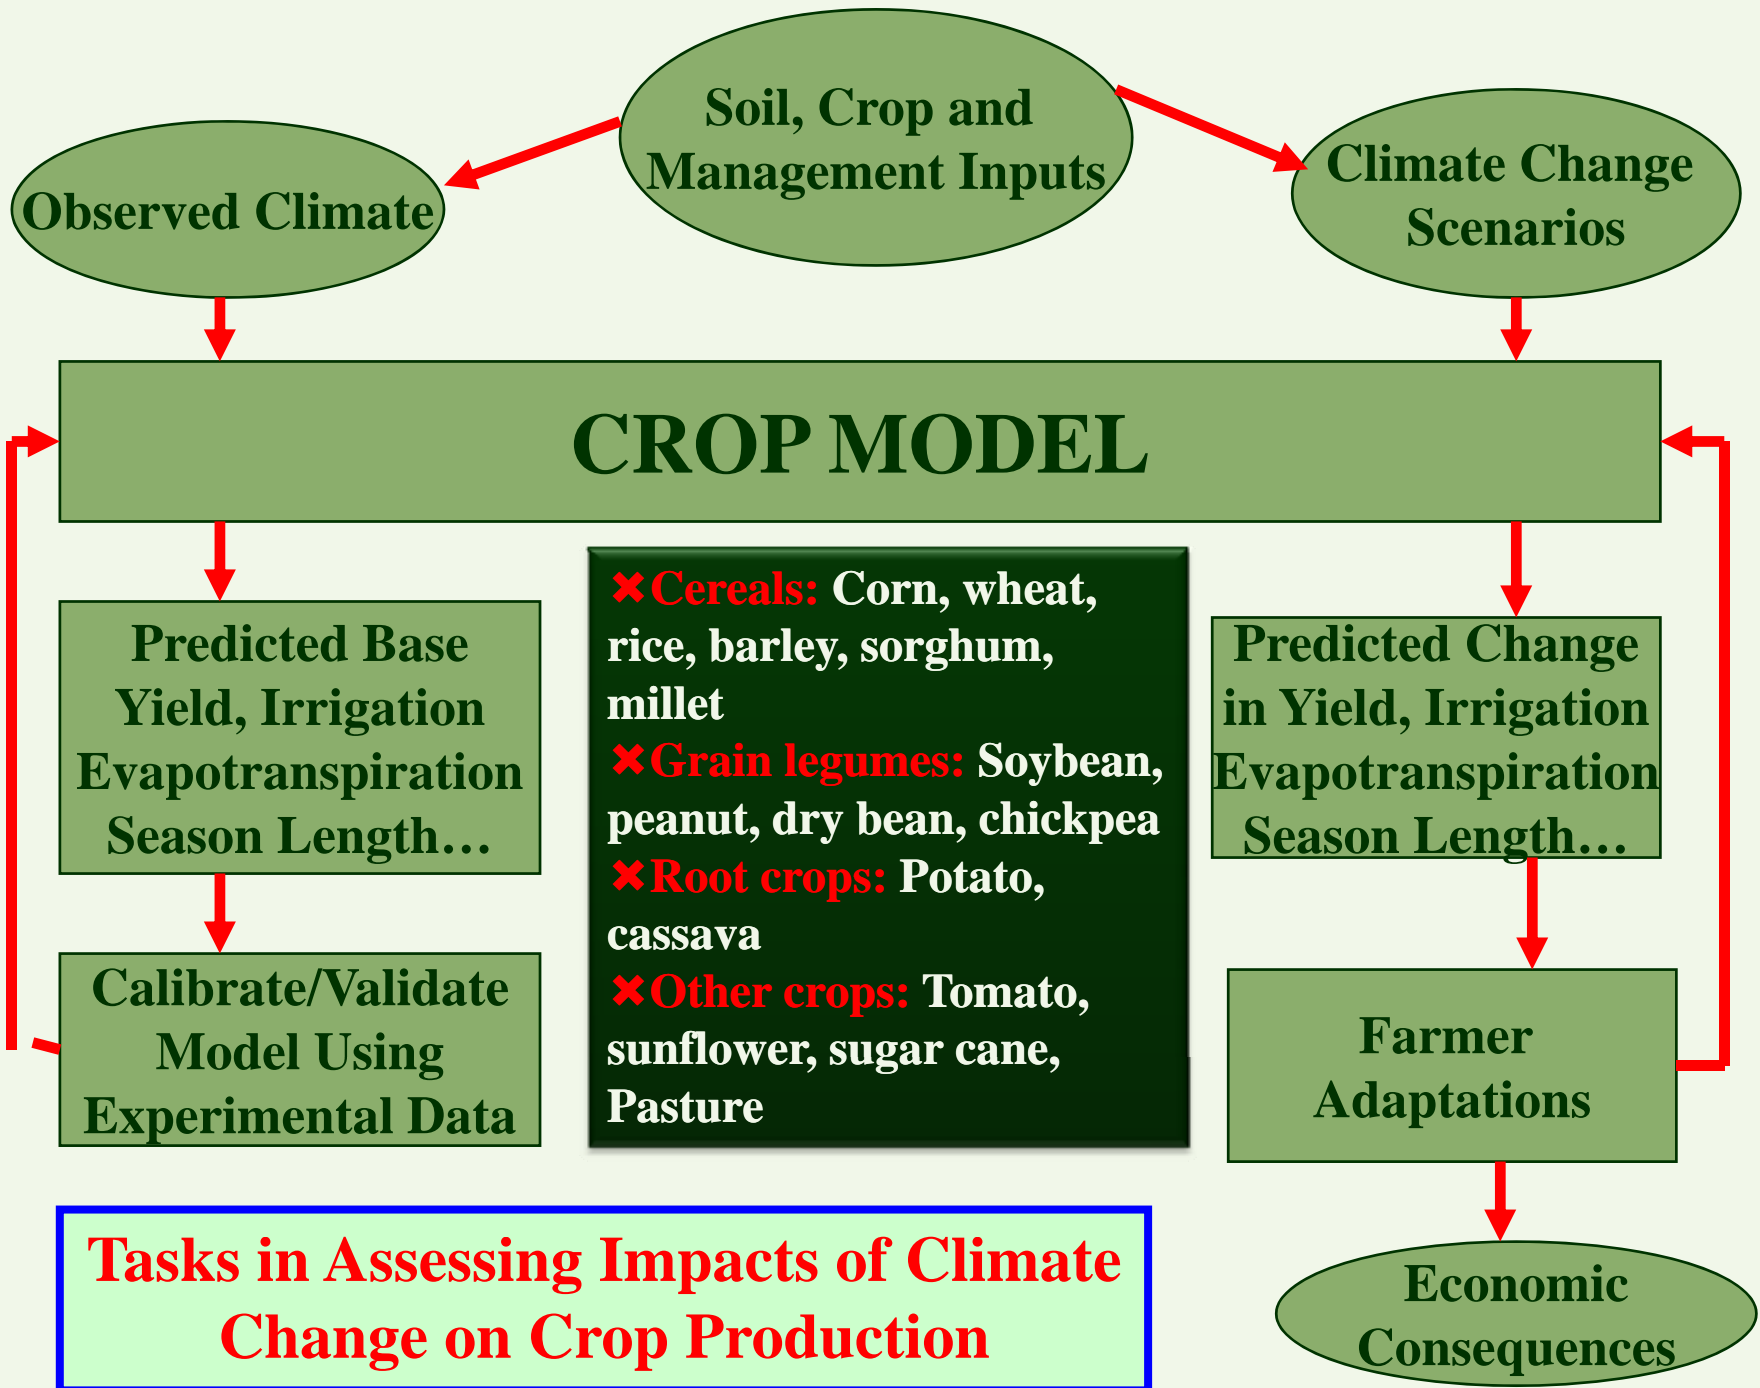 Soil, Crop and
Management Inputs
Observed Climate
Climate Change
Scenarios
CROP MODEL
Predicted Base
Yield, Irrigation
Evapotranspiration
Season Length…
Calibrate/Validate
Model Using
Experimental Data
✖Cereals: Corn, wheat,
rice, barley, sorghum,
millet
✖Grain legumes: Soybean,
peanut, dry bean, chickpea
✖Root crops: Potato,
cassava
✖Other crops: Tomato,
sunflower, sugar cane,
Pasture
Predicted Change
in Yield, Irrigation
Evapotranspiration
Season Length…
Farmer
Adaptations
Economic
Consequences
Tasks in Assessing Impacts of Climate
Change on Crop Production